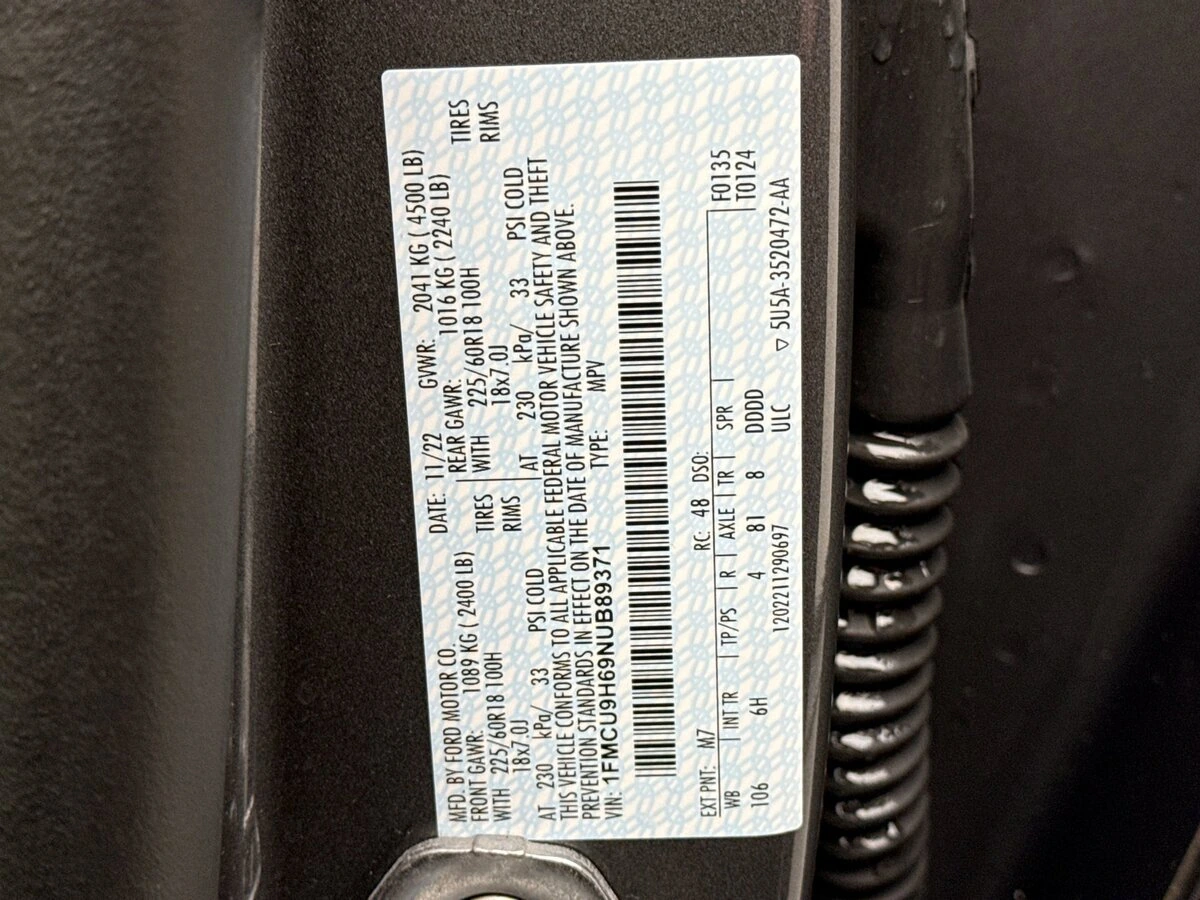 MFD. BY FORD MOTOR CO. DATE: 11/22 GVWR: 2041 KG ( 4500 LB)
FRONT GAWR: 1089 KG ( 2400 LB) REAR GAWR: 1016 KG ( 2240 LB)
WITH 225/60R18 100H TIRES WITH 225/60R18 100H TIRES
18x7.0J RIMS 18x7.0J RIMS
AT 230 kPa/ 33 PSI COLD AT 230 kPa/ 33 PSI COLD
THIS VEHICLE CONFORMS TO ALL APPLICABLE FEDERAL MOTOR VEHICLE SAFETY AND THEFT
PREVENTION STANDARDS IN EFFECT ON THE DATE OF MANUFACTURE SHOWN ABOVE.
VIN: 1FMCU9H69NUB89371 TYPE: MPV
EXT PNT: M7 RC: 48 DSO: F0135
WB INT TR TP/PS R AXLE TR SPR T0124
106 6H 4 8I 8 DDDD
120221129O697 ULC ▽ 5U5A-3520472-AA